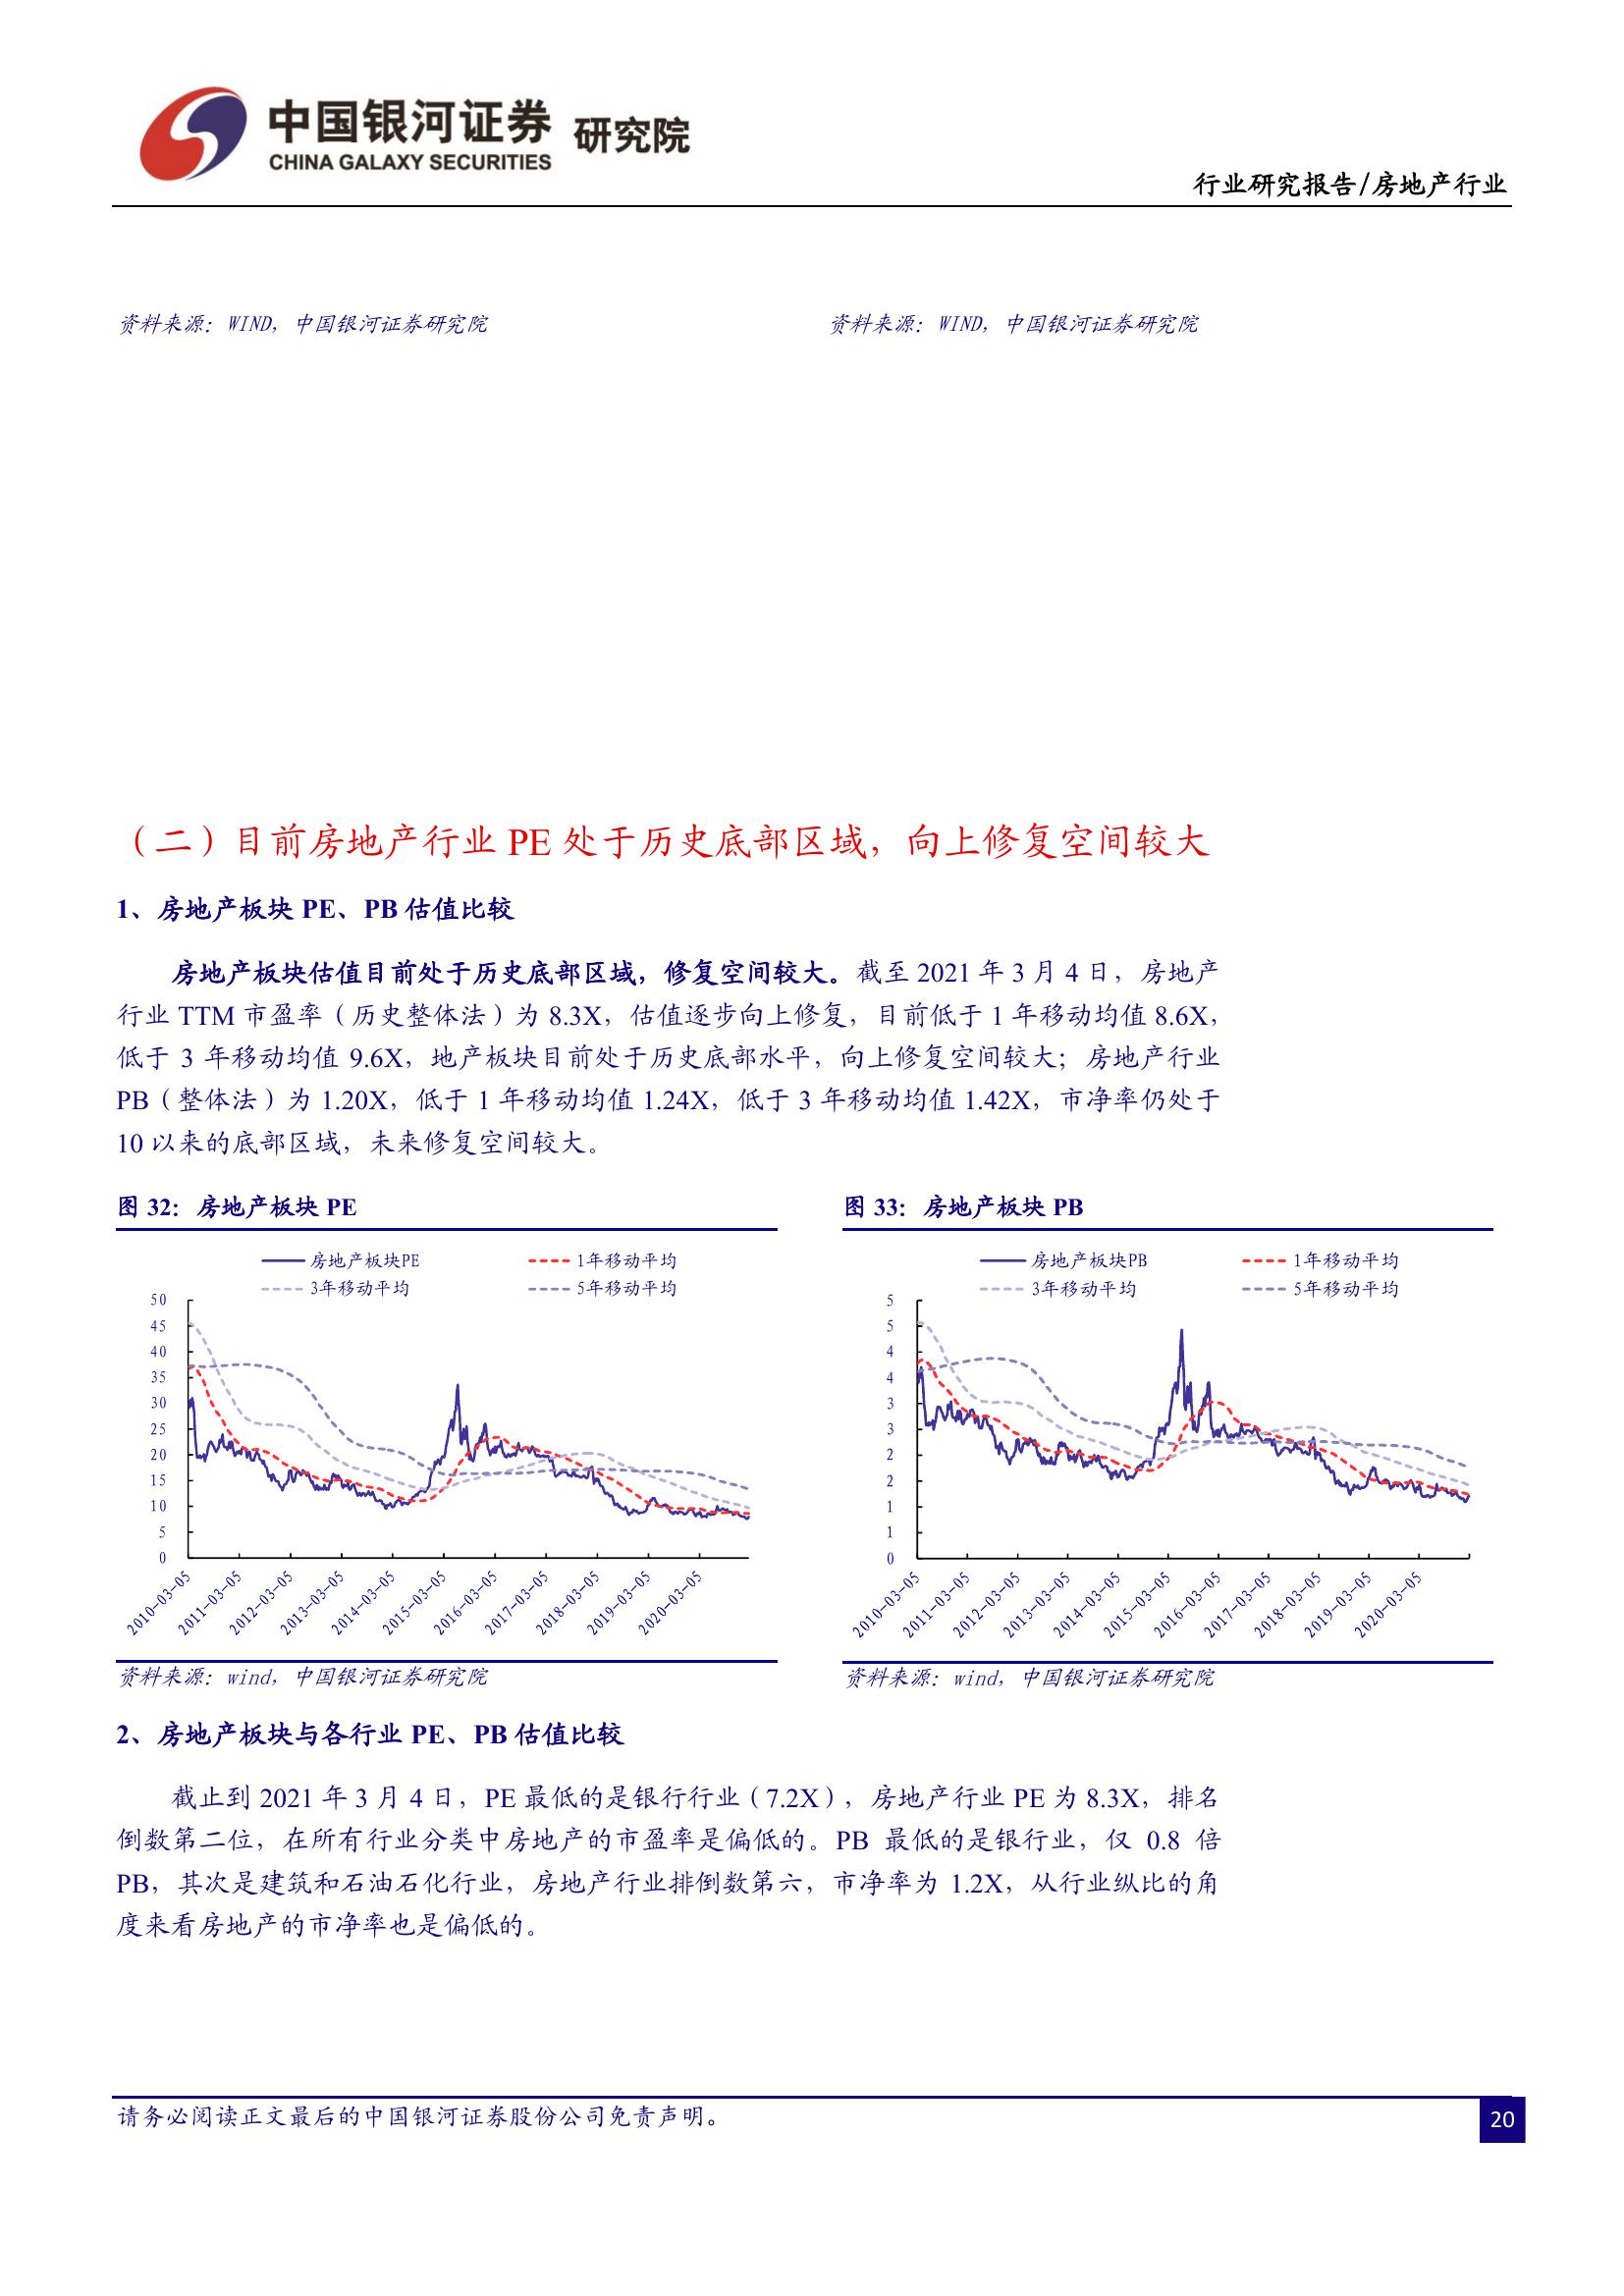 中国银河证券 研究院
CHINA GALAXY SECURITIES
行业研究报告/房地产行业
资料来源：WIND，中国银河证券研究院
资料来源：WIND，中国银河证券研究院
（二）目前房地产行业 PE 处于历史底部区域，向上修复空间较大
1、房地产板块 PE、PB 估值比较
房地产板块估值目前处于历史底部区域，修复空间较大。截至 2021 年 3 月 4 日，房地产
行业 TTM 市盈率（历史整体法）为 8.3X，估值逐步向上修复，目前低于 1 年移动均值 8.6X，
低于 3 年移动均值 9.6X，地产板块目前处于历史底部水平，向上修复空间较大；房地产行业
PB（整体法）为 1.20X，低于 1 年移动均值 1.24X，低于 3 年移动均值 1.42X，市净率仍处于
10 以来的底部区域，未来修复空间较大。
图 32：房地产板块 PE
房地产板块PE 1年移动平均
3年移动平均 5年移动平均
50
45
40
35
30
25
20
15
10
5
0
2010-03-05 2011-03-05 2012-03-05 2013-03-05 2014-03-05 2015-03-05 2016-03-05 2017-03-05 2018-03-05 2019-03-05 2020-03-05
资料来源：wind，中国银河证券研究院
图 33：房地产板块 PB
房地产板块PB 1年移动平均
3年移动平均 5年移动平均
5
5
4
4
3
3
2
2
1
1
0
2010-03-05 2011-03-05 2012-03-05 2013-03-05 2014-03-05 2015-03-05 2016-03-05 2017-03-05 2018-03-05 2019-03-05 2020-03-05
资料来源：wind，中国银河证券研究院
2、房地产板块与各行业 PE、PB 估值比较
截止到 2021 年 3 月 4 日，PE 最低的是银行行业（7.2X），房地产行业 PE 为 8.3X，排名
倒数第二位，在所有行业分类中房地产的市盈率是偏低的。PB 最低的是银行业，仅 0.8 倍
PB，其次是建筑和石油石化行业，房地产行业排倒数第六，市净率为 1.2X，从行业纵比的角
度来看房地产的市净率也是偏低的。
请务必阅读正文最后的中国银河证券股份公司免责声明。
20